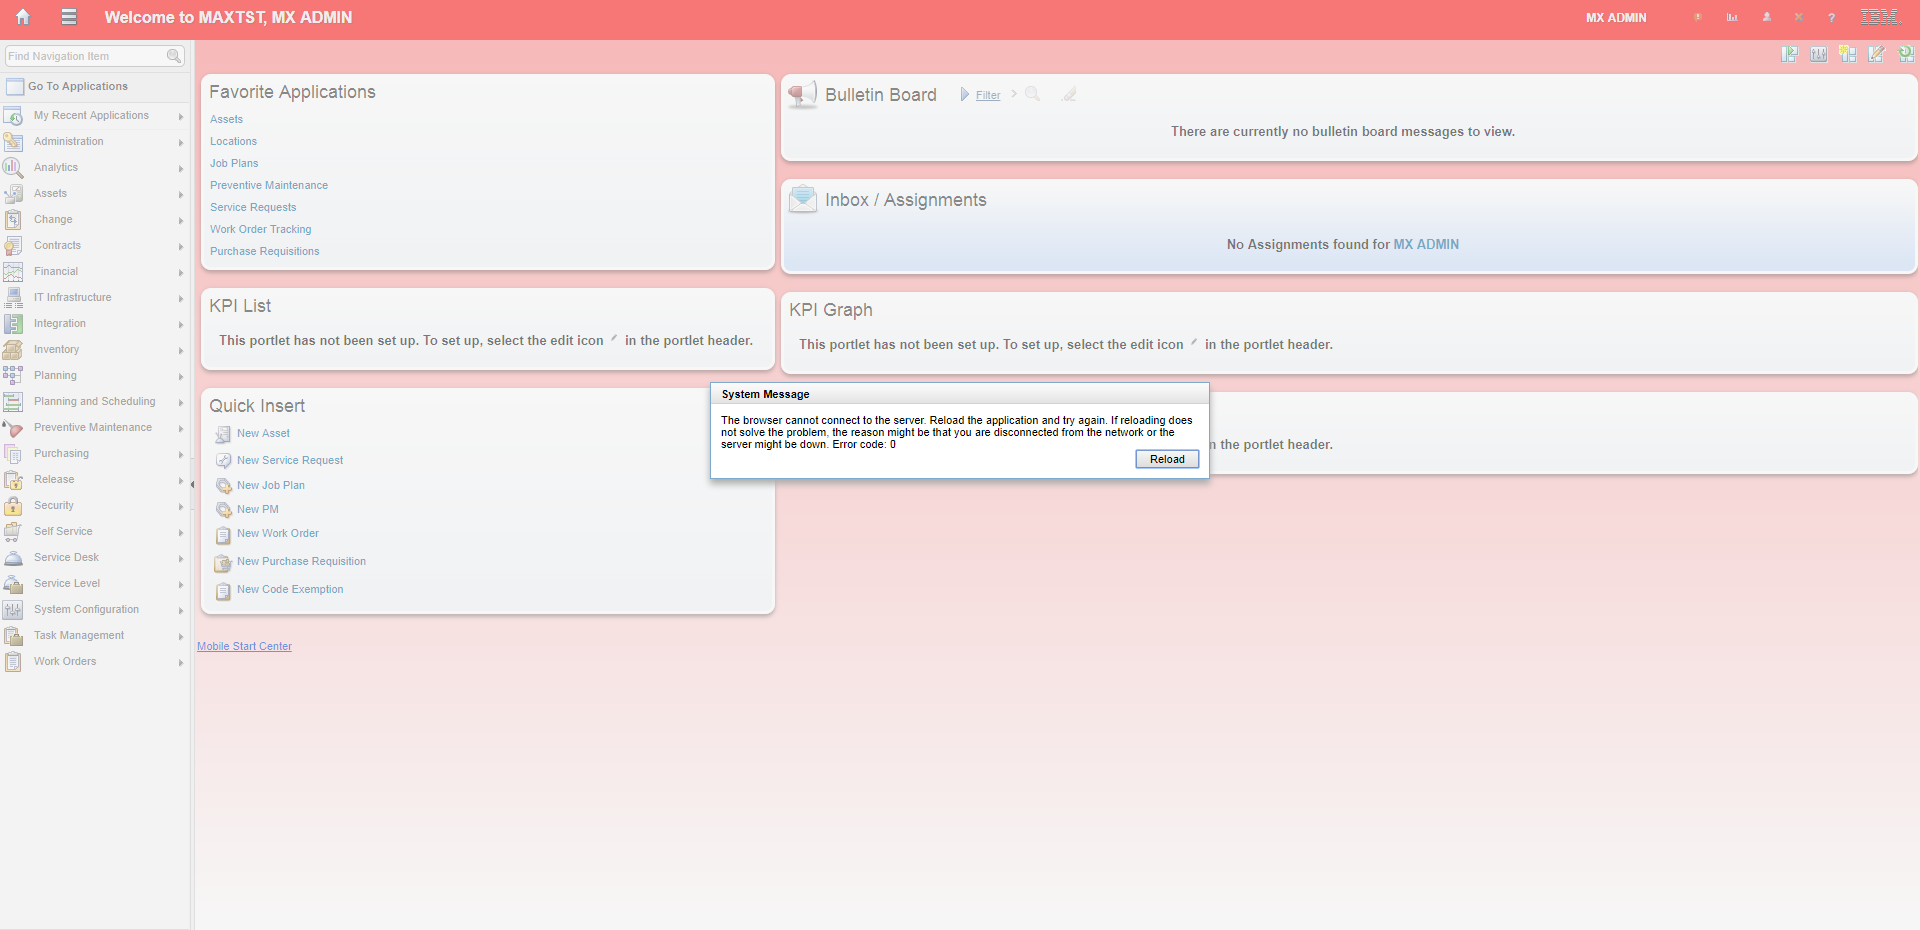 Welcome to MAXTST, MX ADMIN
MX ADMIN
?
IBM.
Find Navigation Item
Go To Applications
My Recent Applications
Administration
Analytics
Assets
Change
Contracts
Financial
IT Infrastructure
Integration
Inventory
Planning
Planning and Scheduling
Preventive Maintenance
Purchasing
Release
Security
Self Service
Service Desk
Service Level
System Configuration
Task Management
Work Orders
Favorite Applications
Assets
Locations
Job Plans
Preventive Maintenance
Service Requests
Work Order Tracking
Purchase Requisitions
KPI List
This portlet has not been set up. To set up, select the edit icon in the portlet header.
Quick Insert
New Asset
New Service Request
New Job Plan
New PM
New Work Order
New Purchase Requisition
New Code Exemption
Mobile Start Center
Bulletin Board
Filter
There are currently no bulletin board messages to view.
Inbox / Assignments
No Assignments found for MX ADMIN
KPI Graph
This portlet has not been set up. To set up, select the edit icon in the portlet header.
the portlet header.
System Message
The browser cannot connect to the server. Reload the application and try again. If reloading does
not solve the problem, the reason might be that you are disconnected from the network or the
server might be down. Error code: 0
Reload